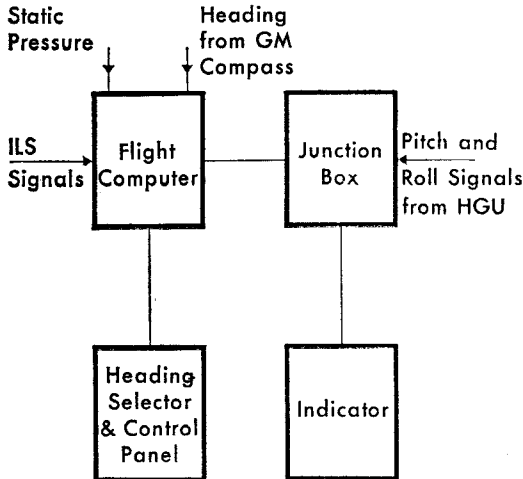 Static
Pressure
Heading
from GM
Compass
ILS
Signals
Flight
Computer
Junction
Box
Pitch and
Roll Signals
from HGU
Heading
Selector
& Control
Panel
Indicator